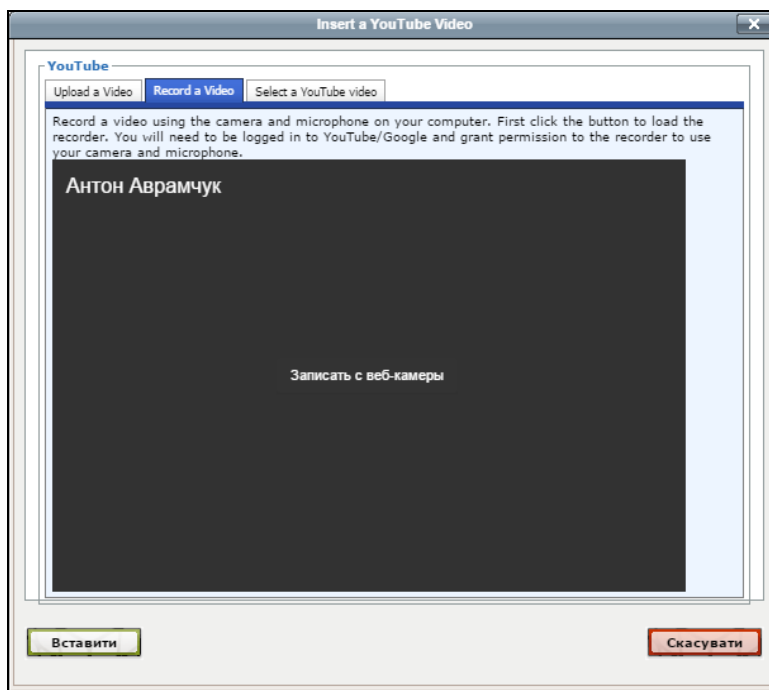 Insert a YouTube Video
YouTube
Upload a Video
Record a Video
Select a YouTube video
Record a video using the camera and microphone on your computer. First click the button to load the
recorder. You will need to be logged in to YouTube/Google and grant permission to the recorder to use
your camera and microphone.
Антон Аврамчук
Записать с веб-камеры
Вставити
Скасувати